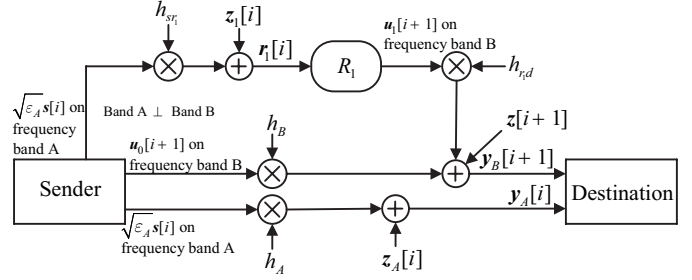 h_{sr_1}
z_1[i]
u_1[i+1] on
frequency band B
r_1[i]
R_1
h_{r_1d}
√ε_A s[i] on
frequency
band A
Band A ⊥ Band B
h_B
z[i+1]
u_0[i+1] on
frequency band B
y_B[i+1]
Sender
Destination
y_A[i]
√ε_A s[i] on
frequency band A
h_A
z_A[i]